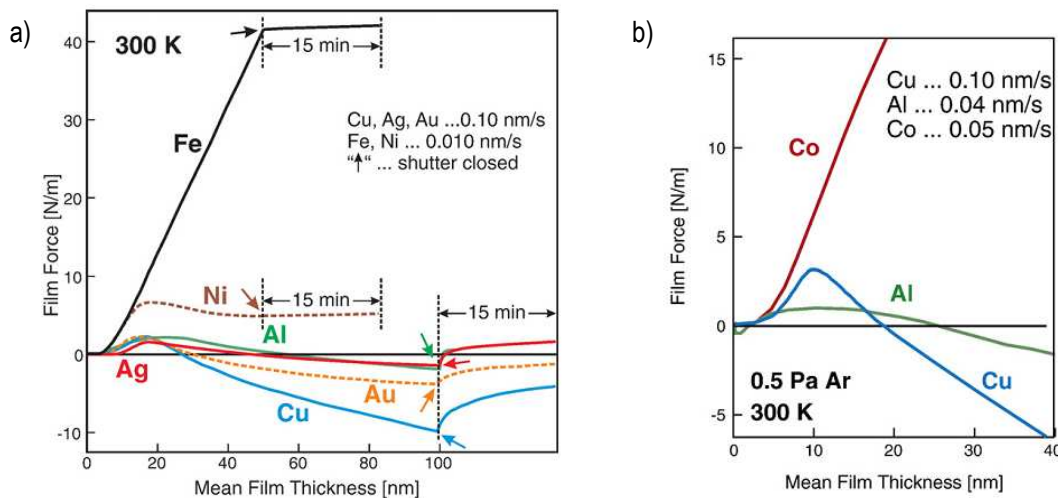 a)
300 K
15 min
Cu, Ag, Au ...0.10 nm/s
Fe, Ni ... 0.010 nm/s
"↑" ... shutter closed
Fe
Ni
15 min
15 min
Al
Ag
Au
Cu
Film Force [N/m]
40
30
20
10
0
-10
0
20
40
60
80
100
Mean Film Thickness [nm]
b)
Cu ... 0.10 nm/s
Al ... 0.04 nm/s
Co ... 0.05 nm/s
Co
Al
Cu
0.5 Pa Ar
300 K
Film Force [N/m]
15
10
5
0
-5
0
10
20
30
40
Mean Film Thickness [nm]